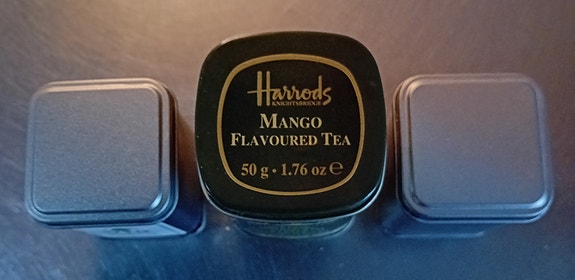 Harrods
KNIGHTSBRIDGE
MANGO
FLAVOURED TEA
50 g • 1.76 oz ℮